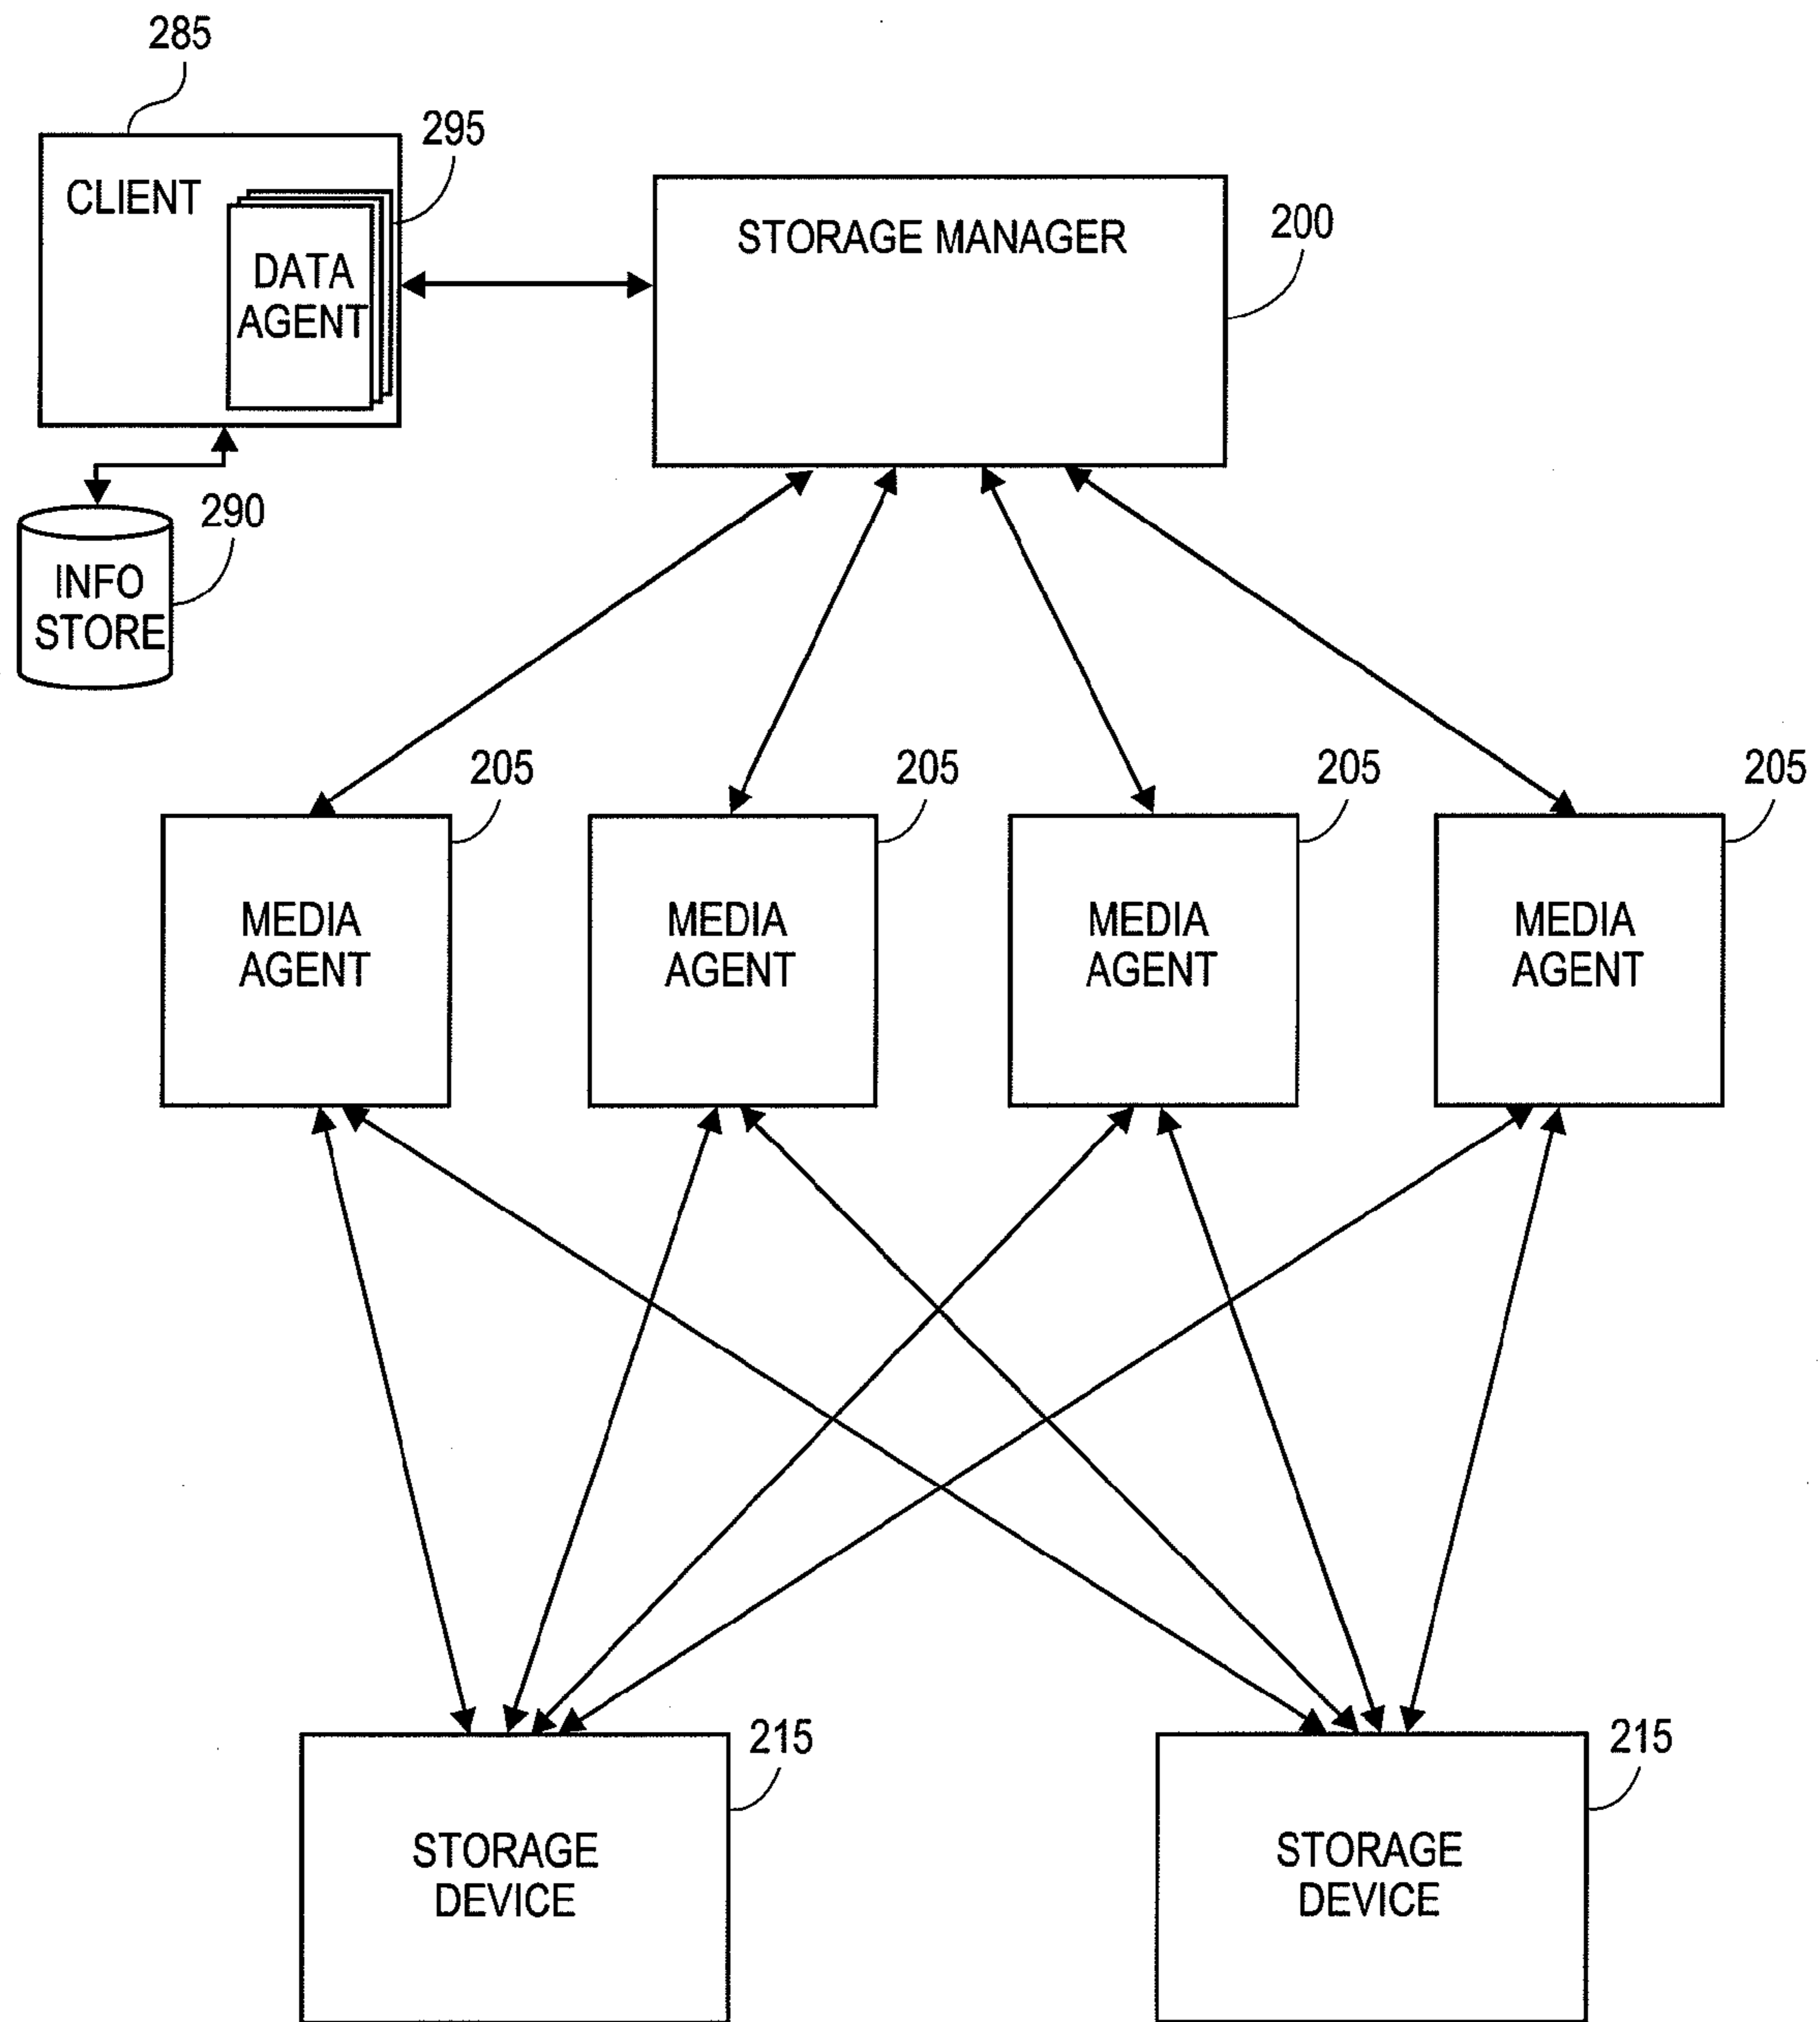 285
295
CLIENT
DATA
AGENT
STORAGE MANAGER
200
290
INFO
STORE
205
205
205
205
MEDIA
AGENT
MEDIA
AGENT
MEDIA
AGENT
MEDIA
AGENT
215
215
STORAGE
DEVICE
STORAGE
DEVICE